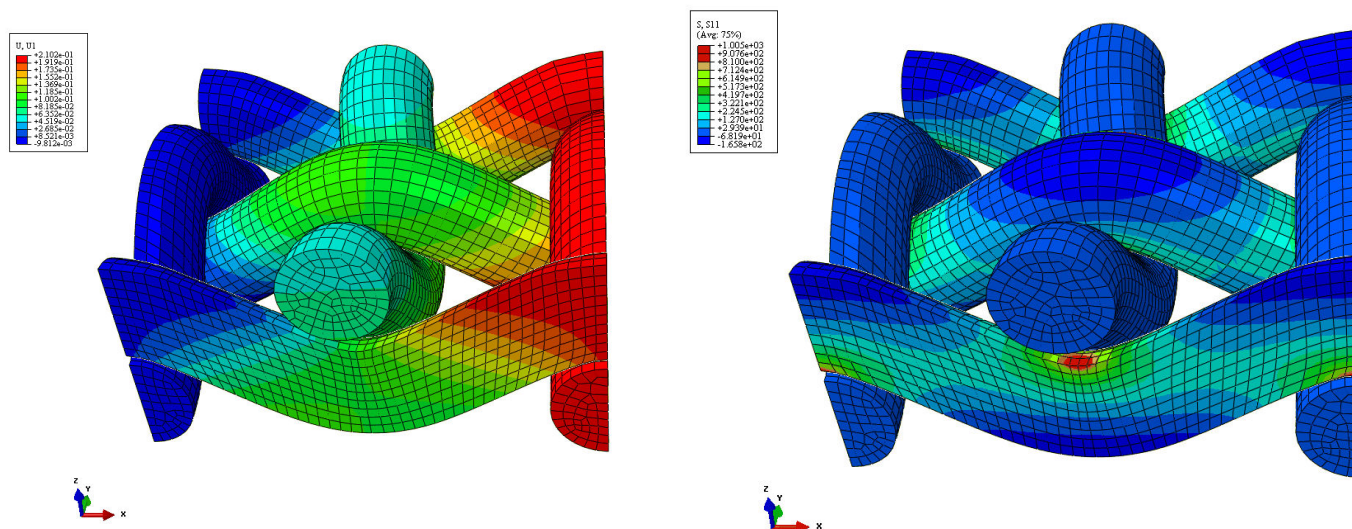 U, U1
+2.102e-01
+1.919e-01
+1.735e-01
+1.552e-01
+1.369e-01
+1.185e-01
+1.002e-01
+8.185e-02
+6.352e-02
+4.519e-02
+2.685e-02
+8.521e-03
-9.812e-03
Z
Y
X
S, S11
(Avg: 75%)
+1.005e+03
+9.076e+02
+8.100e+02
+7.124e+02
+6.149e+02
+5.173e+02
+4.197e+02
+3.221e+02
+2.245e+02
+1.270e+02
+2.939e+01
-6.819e+01
-1.658e+02
Z
Y
X